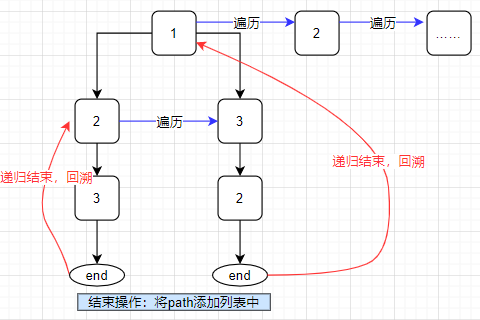 1
遍历
2
遍历
……
2
遍历
3
递归结束，回溯
递归结束，回溯
3
2
end
end
结束操作：将path添加列表中